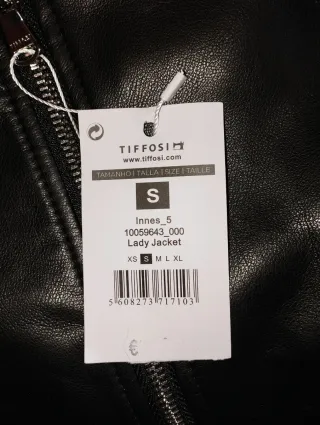 TIFFOSI
www.tiffosi.com
TAMANHO | TALLA | SIZE | TAILLE
S
Innes_5
10059643_000
Lady Jacket
XS S M L XL
5 608273 717103
€